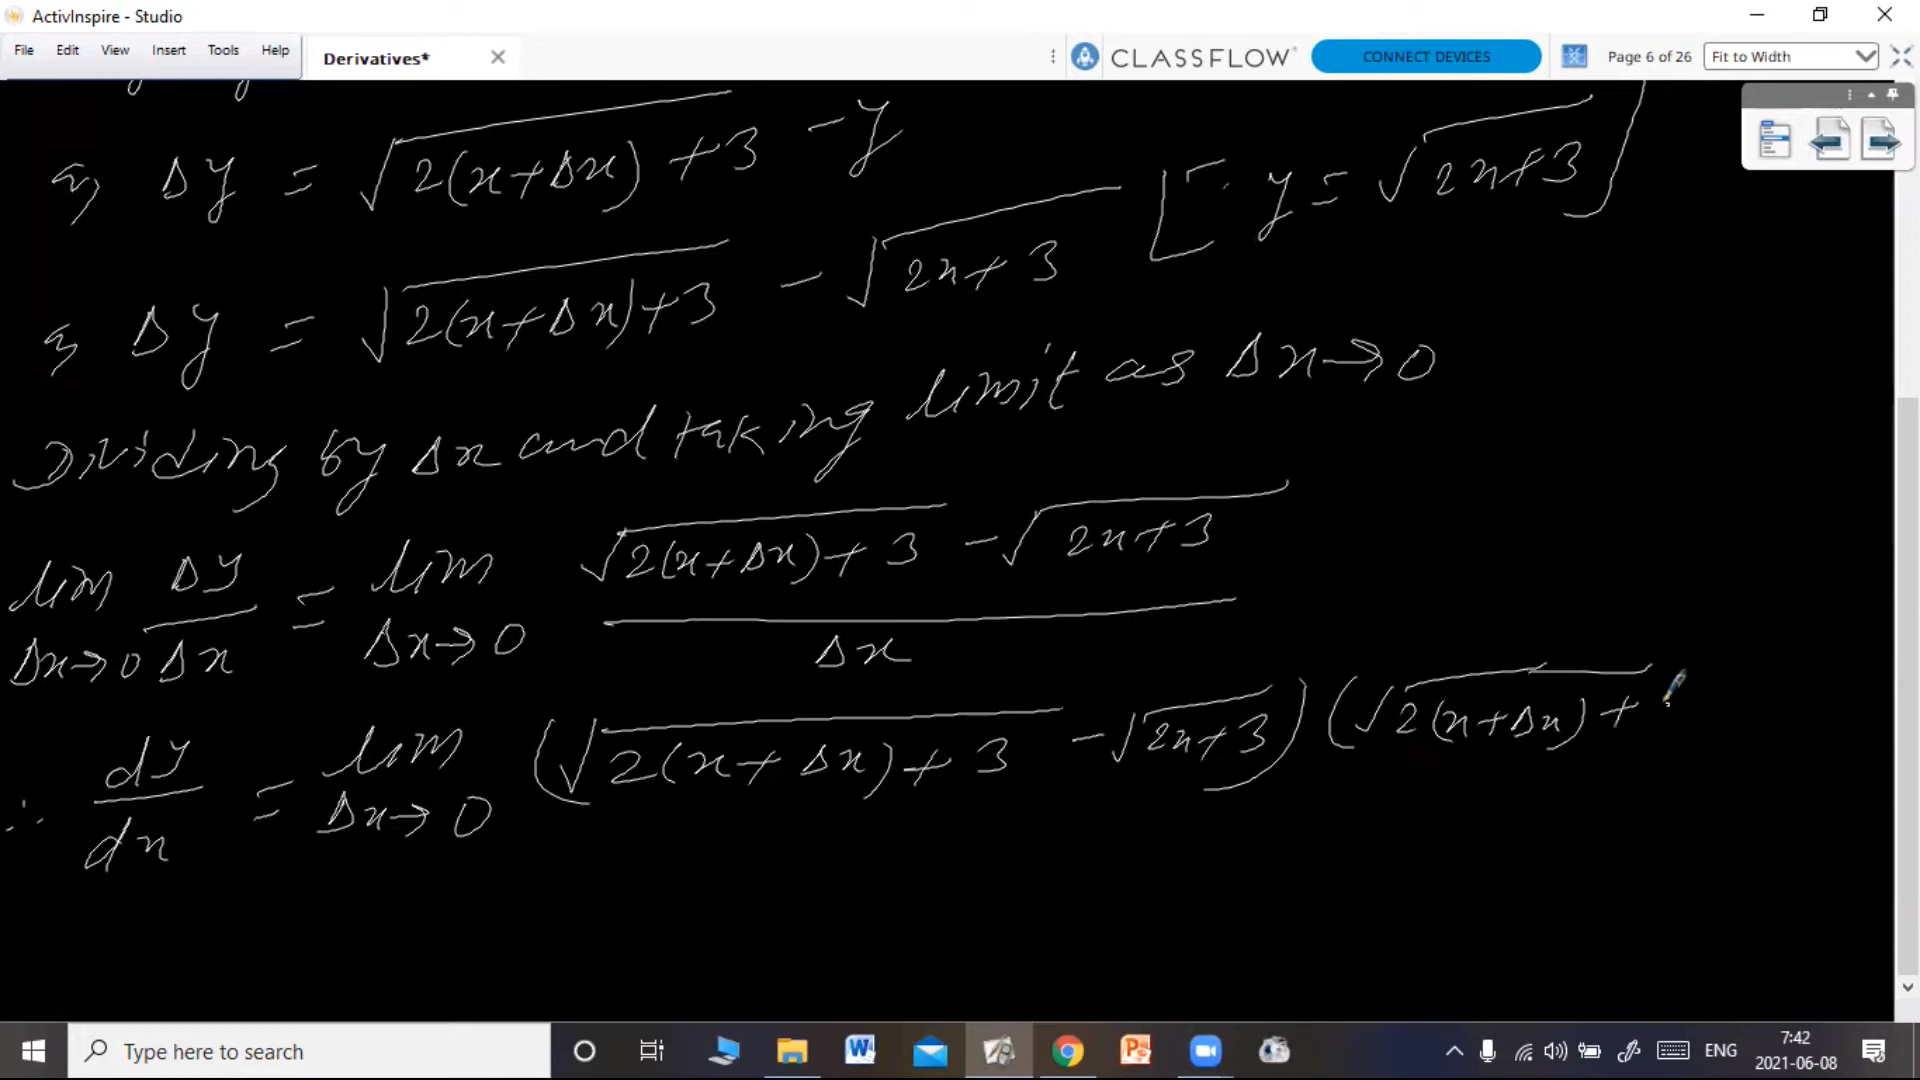 ActivInspire - Studio
File Edit View Insert Tools Help
Derivatives*
CLASSFLOW
CONNECT DEVICES
Page 6 of 26
Fit to Width
Δy = √(2(x+Δx)+3) - y
[∵ y = √(2x+3)]
Δy = √(2(x+Δx)+3) - √(2x+3)
Dividing by Δx and taking limit as Δx→0
lim Δx→0 Δy/Δx = lim Δx→0 (√(2(x+Δx)+3) - √(2x+3))/Δx
∴ dy/dx = lim Δx→0 (√(2(x+Δx)+3) - √(2x+3)) (√(2(x+Δx)+
Type here to search
ENG
7:42
2021-06-08